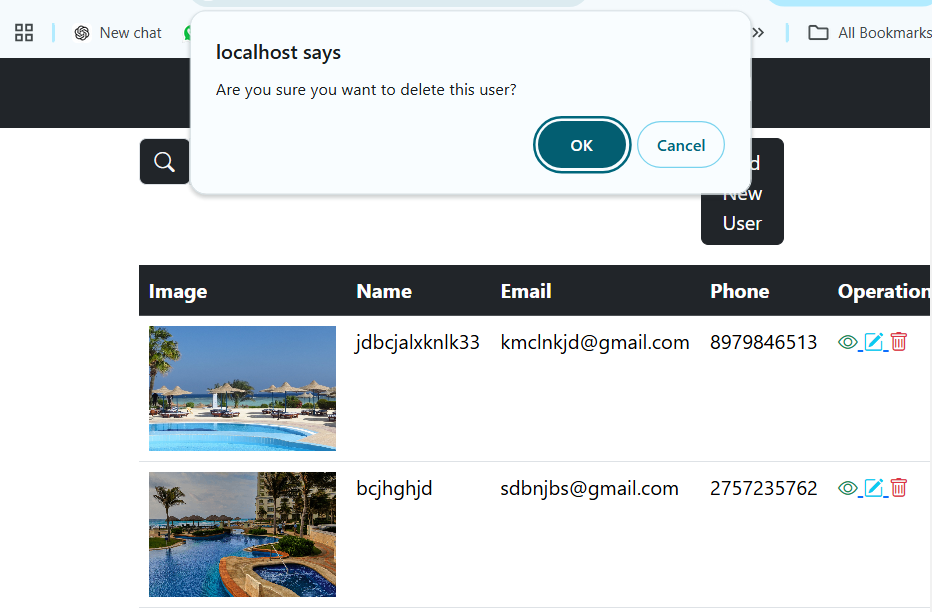 New chat
» All Bookmarks
localhost says
Are you sure you want to delete this user?
OK Cancel
New
User
Image Name Email Phone Operation
jdbcjalxknlk33 kmclnkjd@gmail.com 8979846513
bcjhghjd sdbnjbs@gmail.com 2757235762